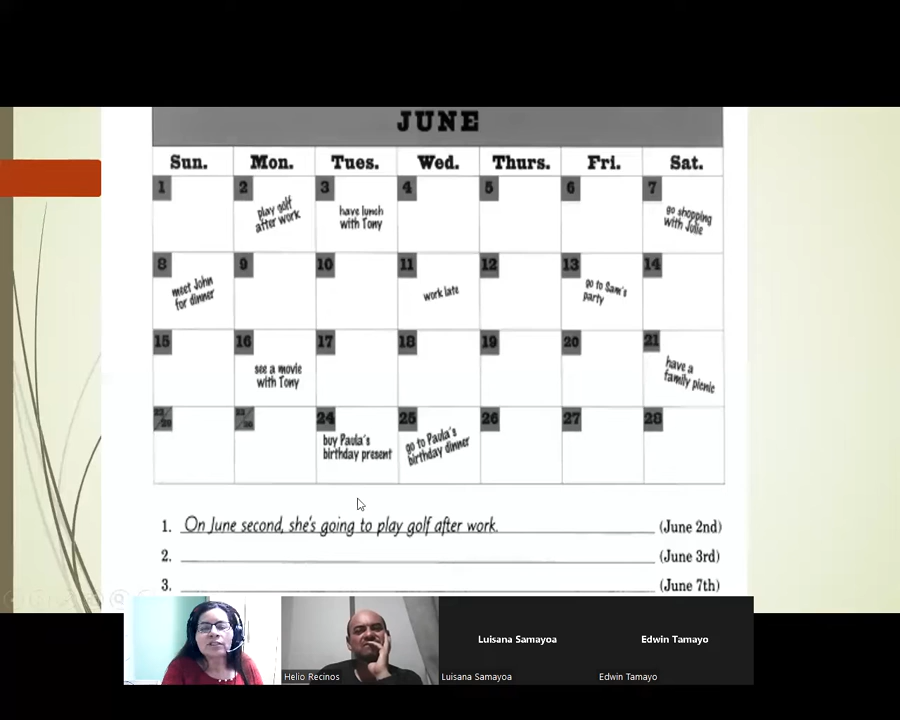 JUNE
Sun. Mon. Tues. Wed. Thurs. Fri. Sat.
1 2 3 4 5 6 7
play golf
after work
have lunch
with Tony
go shopping
with Julie
8 9 10 11 12 13 14
meet John
for dinner
work late
go to Sam's
party
15 16 17 18 19 20 21
see a movie
with Tony
have a
family picnic
24 25 26 27 28
buy Paula's
birthday present
go to Paula's
birthday dinner
1. On June second, she's going to play golf after work. (June 2nd)
2. (June 3rd)
3. (June 7th)
Luisana Samayoa
Edwin Tamayo
Helio Recinos
Luisana Samayoa
Edwin Tamayo